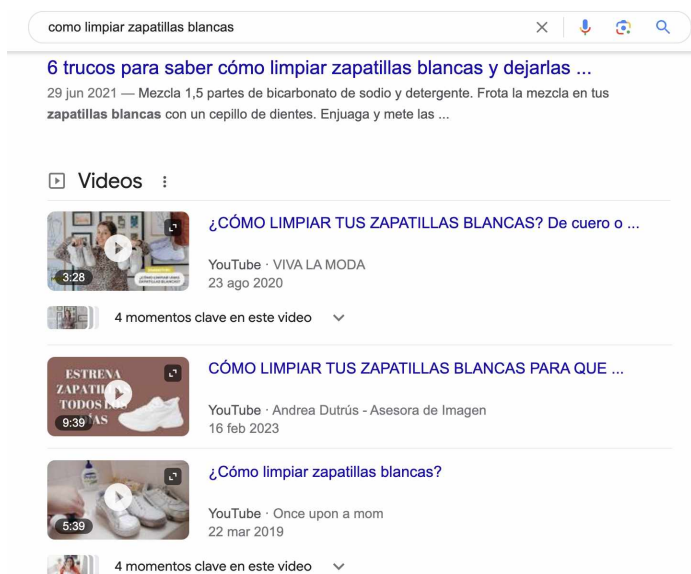 como limpiar zapatillas blancas
6 trucos para saber cómo limpiar zapatillas blancas y dejarlas ...
29 jun 2021 — Mezcla 1,5 partes de bicarbonato de sodio y detergente. Frota la mezcla en tus
zapatillas blancas con un cepillo de dientes. Enjuaga y mete las ...
Videos
¿CÓMO LIMPIAR TUS ZAPATILLAS BLANCAS? De cuero o ...
3:28
YouTube · VIVA LA MODA
23 ago 2020
4 momentos clave en este video
CÓMO LIMPIAR TUS ZAPATILLAS BLANCAS PARA QUE ...
ESTRENA
TODOS
9:39
YouTube · Andrea Dutrús - Asesora de Imagen
16 feb 2023
¿Cómo limpiar zapatillas blancas?
5:39
YouTube · Once upon a mom
22 mar 2019
4 momentos clave en este video